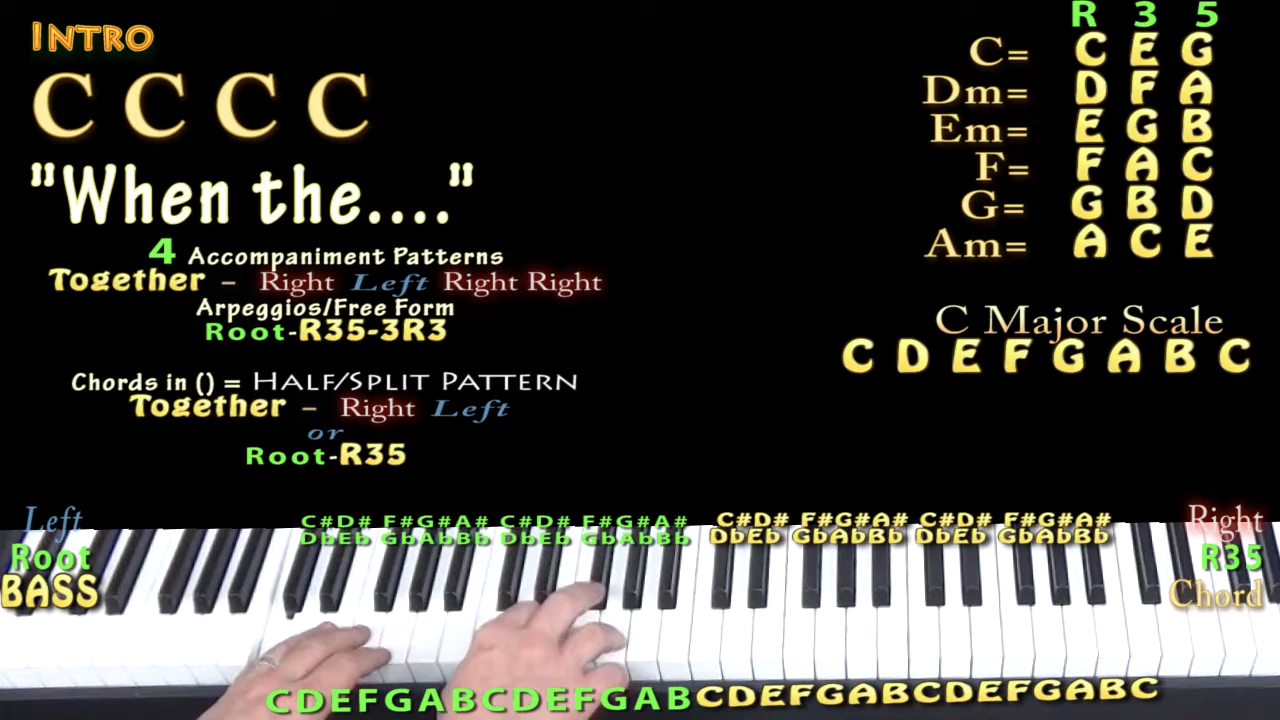 INTRO
C C C C
"When the...."
4 Accompaniment Patterns
Together – Right Left Right Right
Arpeggios/Free Form
Root-R35-3R3
Chords in () = HALF/SPLIT PATTERN
Together – Right Left
or
Root-R35
R 3 5
C= C E G
Dm= D F A
Em= E G B
F= F A C
G= G B D
Am= A C E
C Major Scale
C D E F G A B C
Left
Root
BASS
C#D# F#G#A# C#D# F#G#A# C#D# F#G#A# C#D# F#G#A#
DbEb GbAbBb DbEb GbAbBb DbEb GbAbBb DbEb GbAbBb
Right
R35
Chord
CDEFGABCDEFGABCDEFGABCDEFGABC